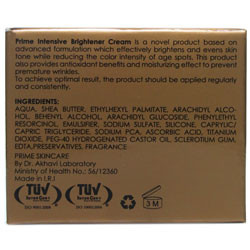 Prime Intensive Brightener Cream is a novel product based on
advanced formulation which brightens and evens skin
tone while reducing the color intensity of age spots. This
product also provides antioxidant benefits and moisturizing effect to prevent
premature wrinkles.
To achieve optimal result, the product should be applied regularly
and consistently.
INGREDIENTS:
AQUA, SHEA BUTTER, ETHYLHEXYL PALMITATE, ARACHIDYL ALCO-
HOL, BEHENYL ALCOHOL, ARACHIDYL GLUCOSIDE, PHENYLETHYL
RESORCINOL, EMULSIFIER, SODIUM SULFATE, SILICONE, CAPRYLIC/
CAPRIC TRIGLYCERIDE, SODIUM PCA, ASCORBIC ACID, TITANIUM
DIOXIDE, PEG-40 HYDROGENATED CASTOR OIL, SCLEROTIUM GUM,
EDTA, PRESERVATIVES, FRAGRANCE
PRIME SKINCARE
By Dr. Akhavi Laboratory
Ministry of Health No.: 56/12360
Made in I.R.I
TÜV
TÜV
3 M